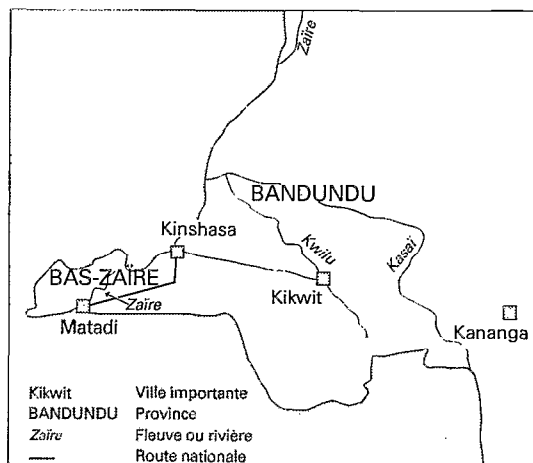 Zaïre
BANDUNDU
Kinshasa
Kwilu
Kasaï
BAS-ZAÏRE
Zaïre
Kikwit
Matadi
Kananga
Kikwit Ville importante
BANDUNDU Province
Zaïre Fleuve ou rivière
Route nationale